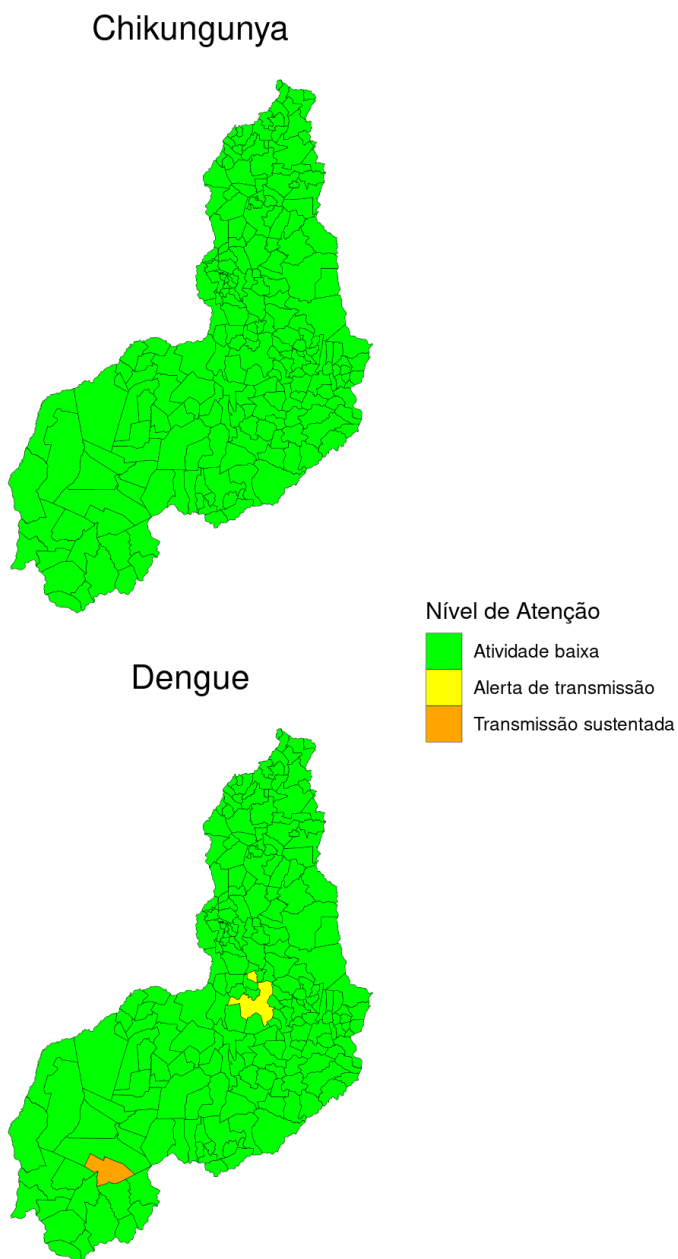 Chikungunya
Nível de Atenção
Atividade baixa
Alerta de transmissão
Transmissão sustentada
Dengue